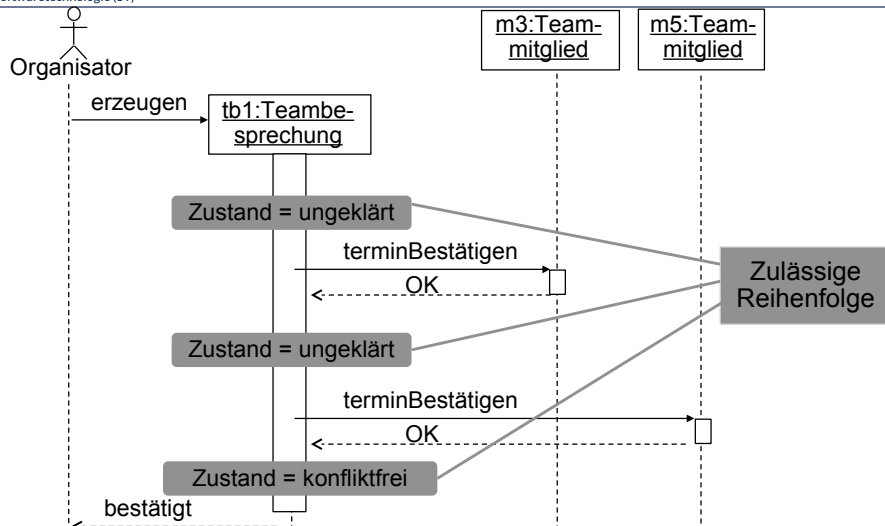 Organisator
m3:Team-
mitglied
m5:Team-
mitglied
erzeugen
tb1:Teambe-
sprechung
Zustand = ungeklärt
terminBestätigen
OK
Zulässige
Reihenfolge
Zustand = ungeklärt
terminBestätigen
OK
Zustand = konfliktfrei
bestätigt